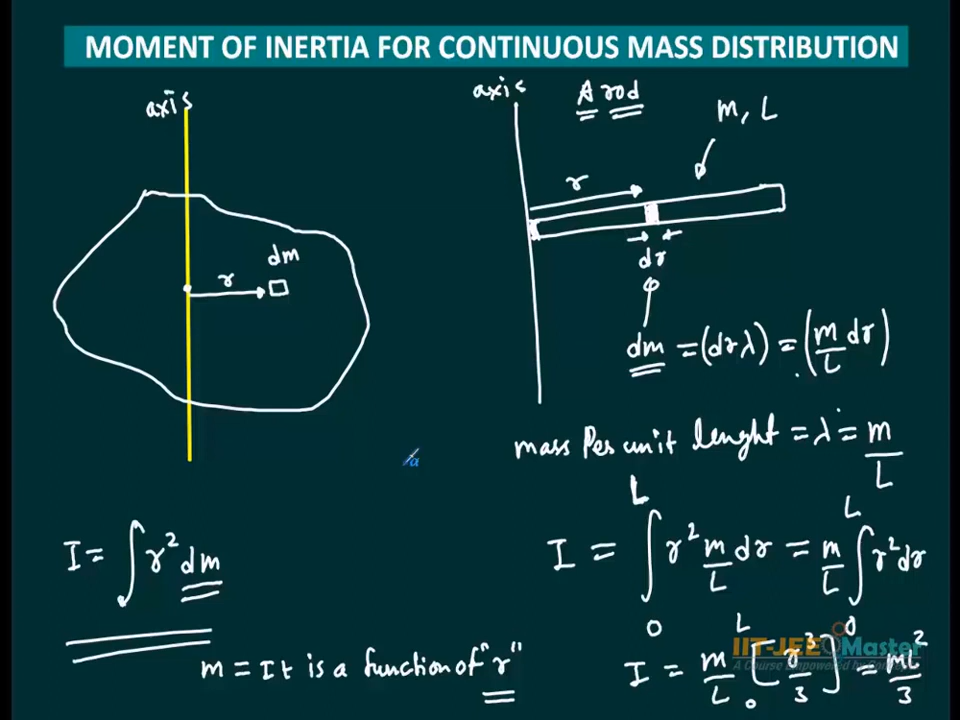 MOMENT OF INERTIA FOR CONTINUOUS MASS DISTRIBUTION
axis
dm
r
I = ∫ r² dm
m = It is a function of "r"
axis
A rod
m, L
r
dr
dm = (drλ) = (m/L dr)
mass Per unit lenght = λ = m/L
I = ∫₀ᴸ r² m/L dr = m/L ∫₀ᴸ r² dr
I = m/L [r³/3]₀ᴸ = mL²/3
IIT-JEE Master